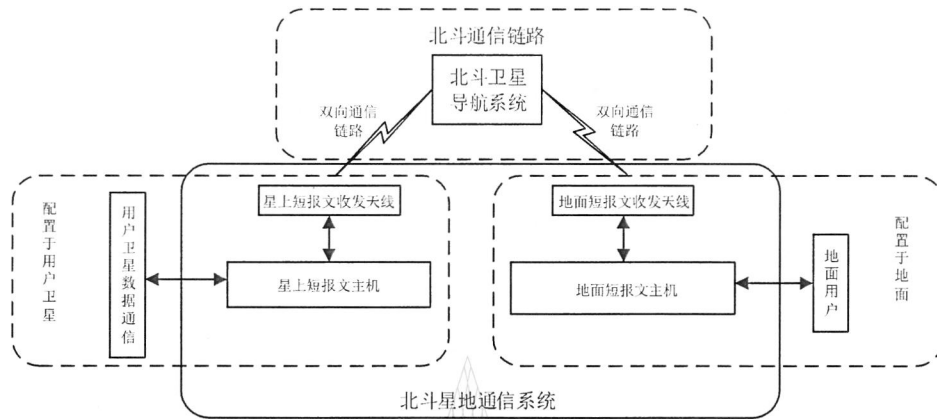 北斗通信链路
北斗卫星
导航系统
双向通信
链路
双向通信
链路
星上短报文收发天线
地面短报文收发天线
配置于用户卫星
用户卫星数据通信
星上短报文主机
地面短报文主机
地面用户
配置于地面
北斗星地通信系统